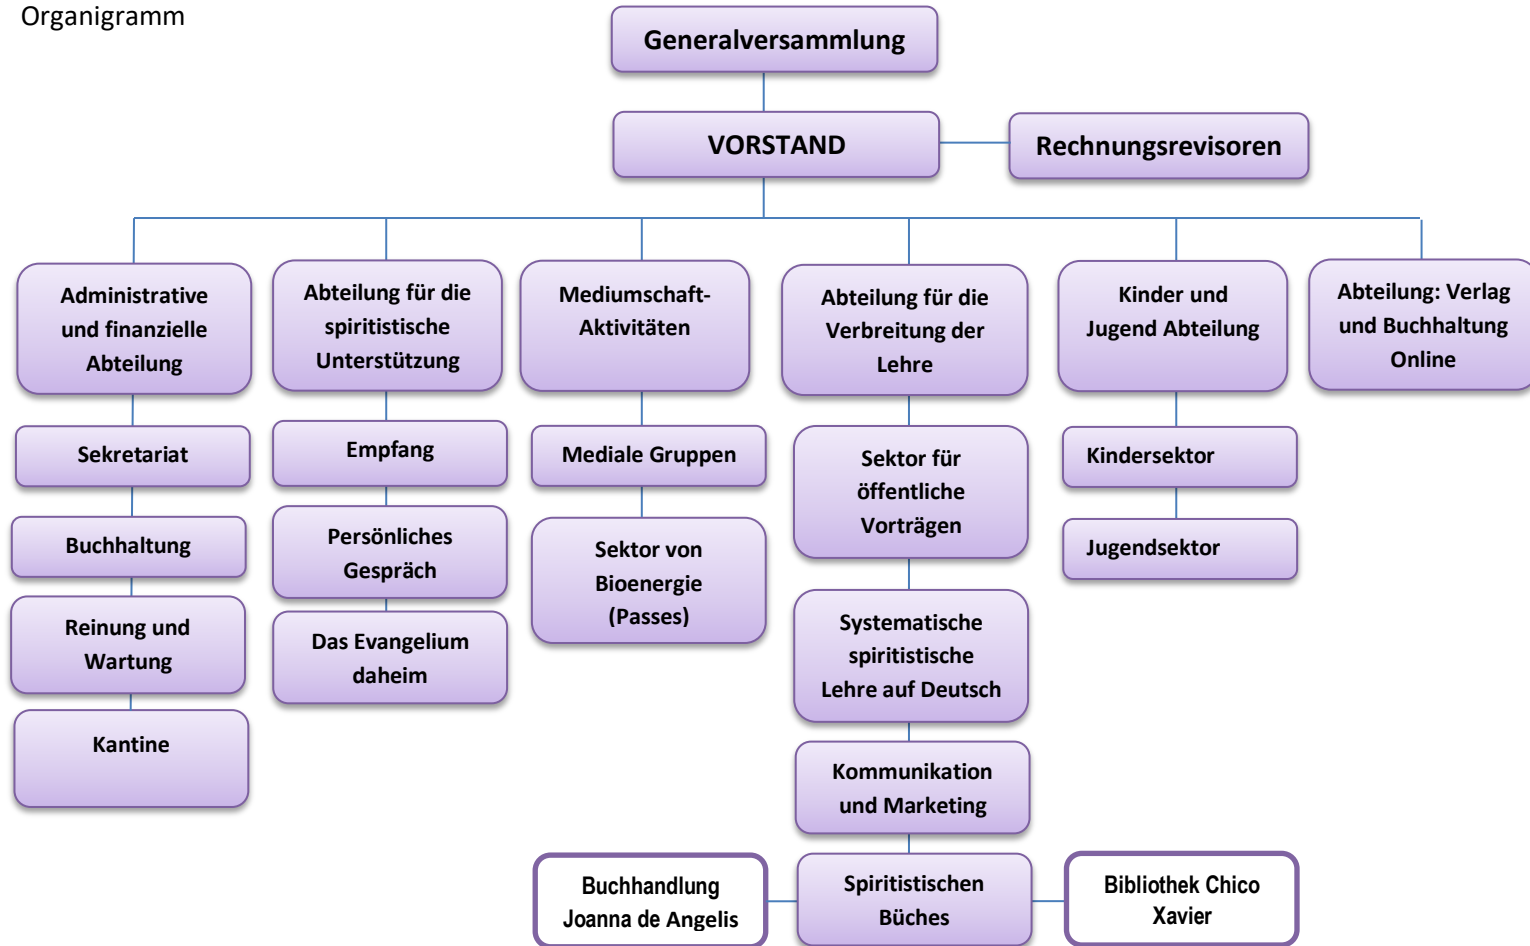 Organigramm
Generalversammlung
VORSTAND
Rechnungsrevisoren
Administrative
und finanzielle
Abteilung
Abteilung für die
spiritistische
Unterstützung
Mediumschaft-
Aktivitäten
Abteilung für die
Verbreitung der
Lehre
Kinder und
Jugend Abteilung
Abteilung: Verlag
und Buchhaltung
Online
Sekretariat
Buchhaltung
Reinung und
Wartung
Kantine
Empfang
Persönliches
Gespräch
Das Evangelium
daheim
Mediale Gruppen
Sektor von
Bioenergie
(Passes)
Sektor für
öffentliche
Vorträgen
Systematische
spiritistische
Lehre auf Deutsch
Kommunikation
und Marketing
Spiritistischen
Büches
Buchhandlung
Joanna de Angelis
Bibliothek Chico
Xavier
Kindersektor
Jugendsektor